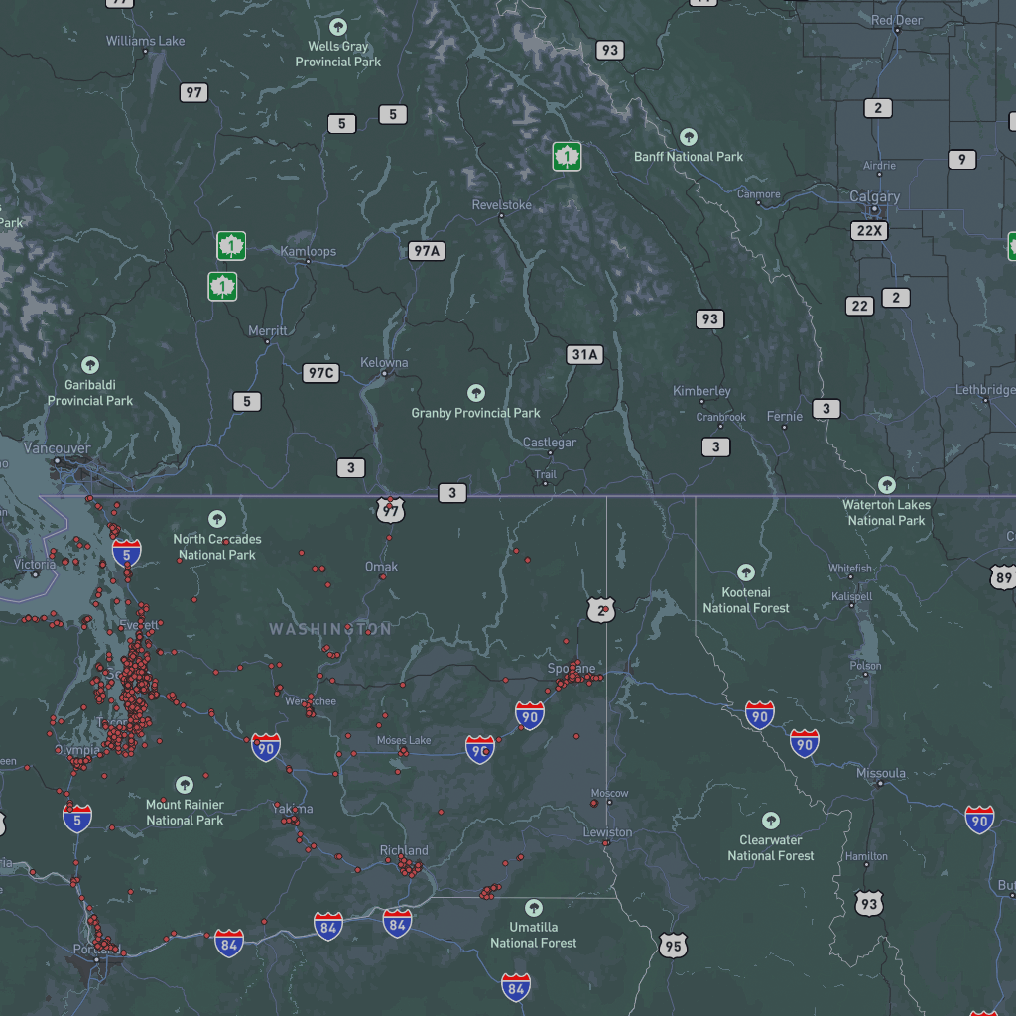 Red Deer
Williams Lake
Wells Gray
Provincial Park
93
97
5
5
2
Banff National Park
1
Airdrie
9
Park
Canmore
Calgary
Revelstoke
22X
1
Kamloops
97A
1
2
22
93
Merritt
31A
Kelowna
97C
Garibaldi
Provincial Park
5
Granby Provincial Park
Kimberley
Cranbrook
Fernie
3
Lethbridge
Vancouver
Castlegar
3
3
Trail
3
Waterton Lakes
National Park
97
North Cascades
National Park
5
Victoria
Omak
Whitefish
89
Kootenai
National Forest
Kalispell
2
Everett
WASHINGTON
Spokane
Polson
Wenatchee
90
90
Tacoma
90
Moses Lake
90
90
Olympia
Missoula
Mount Rainier
National Park
Moscow
5
Yakima
Lewiston
Clearwater
National Forest
90
Richland
Hamilton
93
84
84
Umatilla
National Forest
84
95
Portland
84